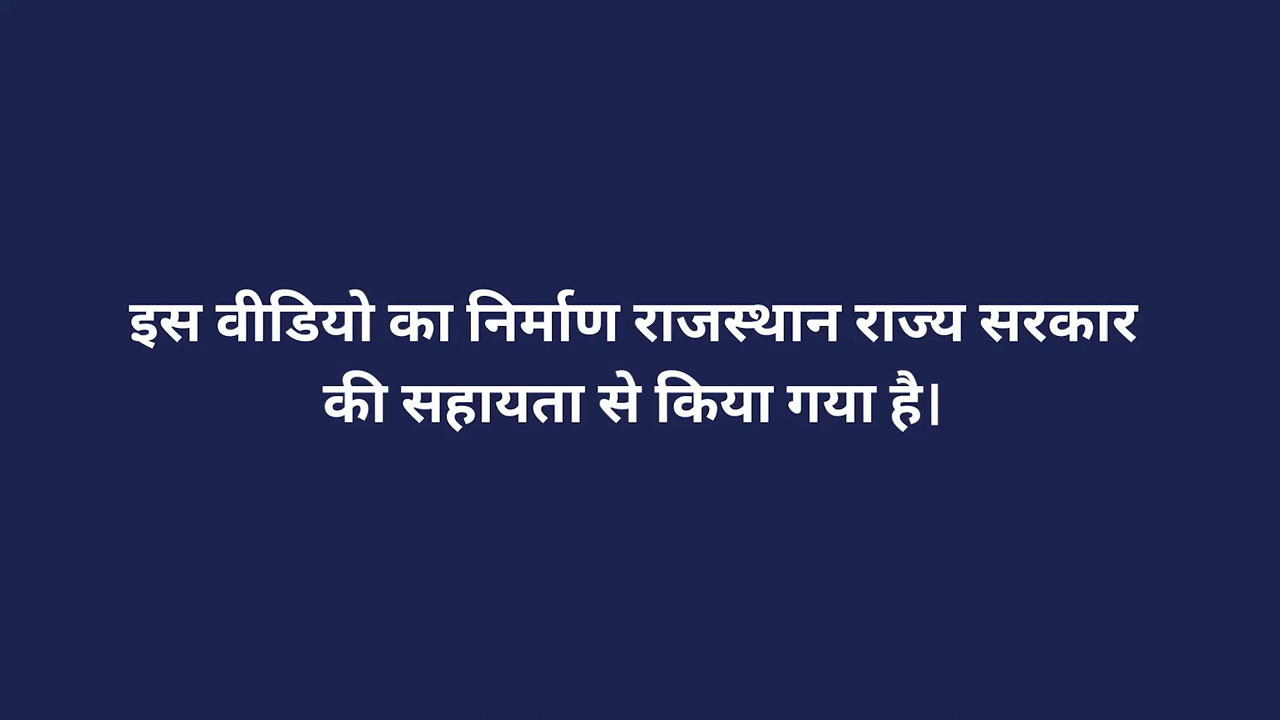 इस वीडियो का निर्माण राजस्थान राज्य सरकार
की सहायता से किया गया है।